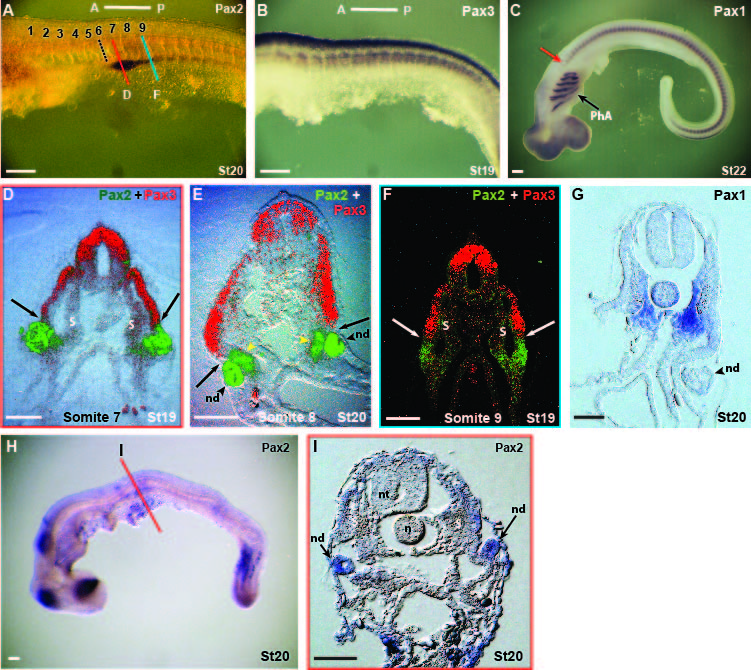 A
A P
Pax2
1 2 3 4 5 6 7 8 9
D F
St20
B
A P
Pax3
St19
C
Pax1
PhA
St22
D
Pax2 + Pax3
S S
Somite 7
St19
E
Pax2 +
Pax3
nd
nd
Somite 8
St20
F
Pax2 + Pax3
S S
Somite 9
St19
G
Pax1
nd
H
I
Pax2
St20
I
Pax2
nt
n
nd
nd
St20